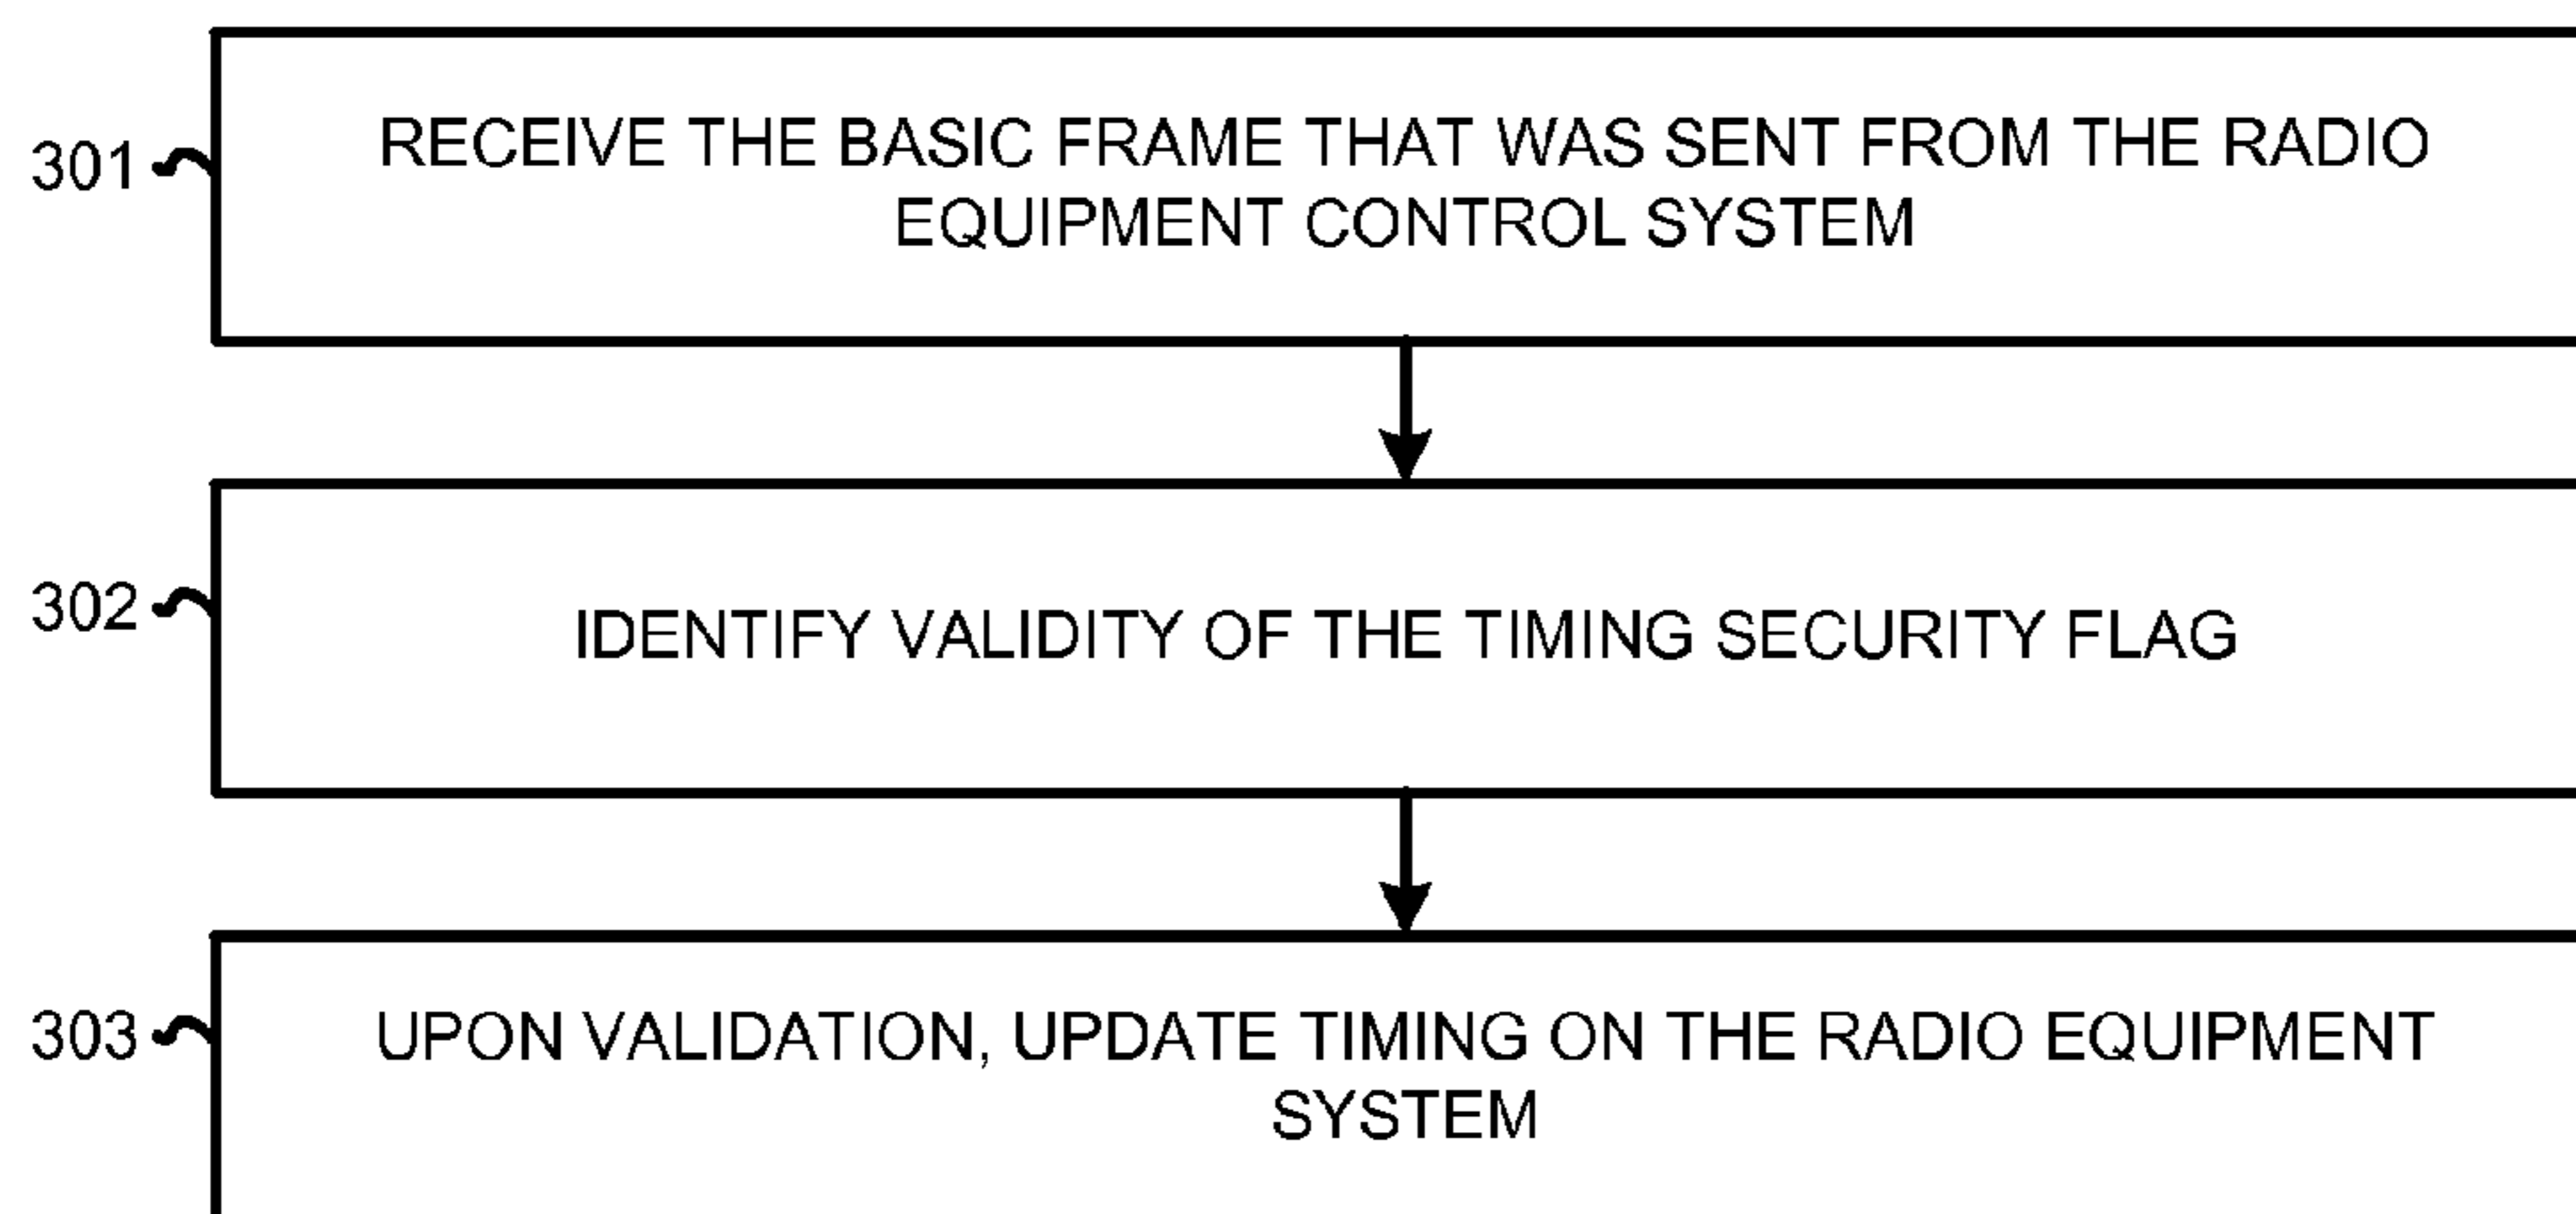 301
RECEIVE THE BASIC FRAME THAT WAS SENT FROM THE RADIO
EQUIPMENT CONTROL SYSTEM
302
IDENTIFY VALIDITY OF THE TIMING SECURITY FLAG
303
UPON VALIDATION, UPDATE TIMING ON THE RADIO EQUIPMENT
SYSTEM